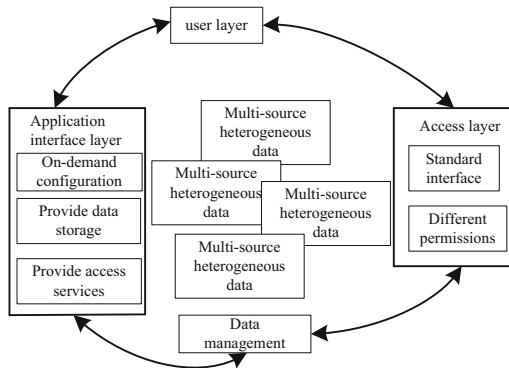 user layer
Application
interface layer
On-demand
configuration
Provide data
storage
Provide access
services
Multi-source
heterogeneous
data
Multi-source
heterogeneous
data
Multi-source
heterogeneous
data
Multi-source
heterogeneous
data
Access layer
Standard
interface
Different
permissions
Data
management